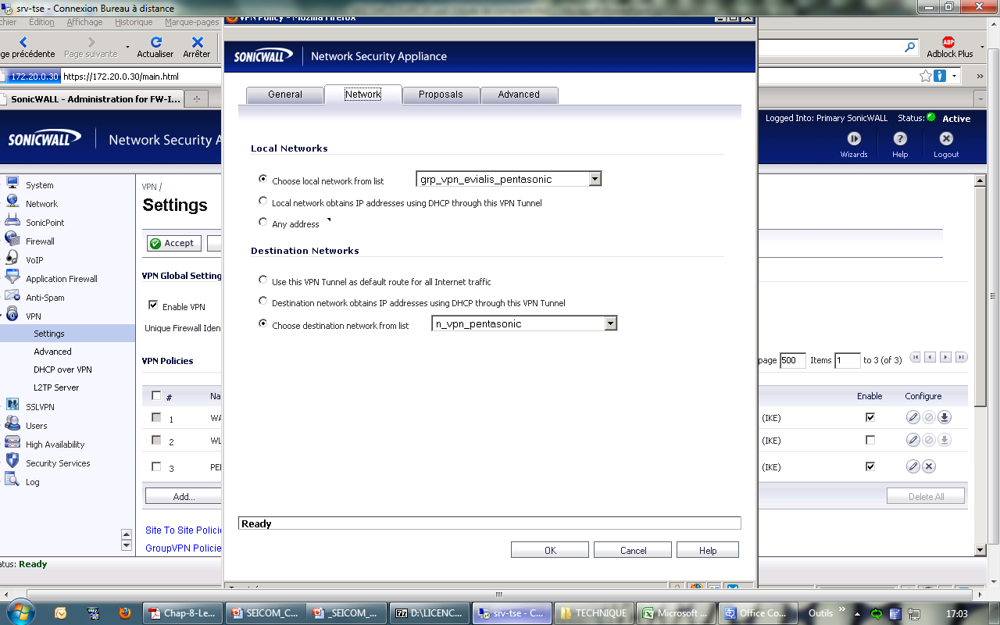 srv-tse - Connexion Bureau à distance
chier Édition Affichage Historique Marque-pages
VPN Policy - Mozilla Firefox
ge précédente Page suivante Actualiser Arrêter
ABP
Adblock Plus
172.20.0.30 https://172.20.0.30/main.html
SonicWALL - Administration for FW-I...
SONICWALL Network Security A
Logged Into: Primary SonicWALL Status: Active
Wizards Help Logout
System
Network
SonicPoint
Firewall
VoIP
Application Firewall
Anti-Spam
VPN
Settings
Advanced
DHCP over VPN
L2TP Server
SSLVPN
Users
High Availability
Security Services
Log
VPN /
Settings
Accept
VPN Global Setting
Enable VPN
Unique Firewall Iden
VPN Policies
page 500 Items 1 to 3 (of 3)
# Na Enable Configure
1 WA (IKE)
2 WL (IKE)
3 PE (IKE)
Add... Delete All
Site To Site Polici
GroupVPN Policie
atus: Ready
SONICWALL Network Security Appliance
General Network Proposals Advanced
Local Networks
Choose local network from list grp_vpn_evialis_pentasonic
Local network obtains IP addresses using DHCP through this VPN Tunnel
Any address
Destination Networks
Use this VPN Tunnel as default route for all Internet traffic
Destination network obtains IP addresses using DHCP through this VPN Tunnel
Choose destination network from list n_vpn_pentasonic
Ready
OK Cancel Help
Chap-8-Le... SEICOM_C... _SEICOM_... D:\LICENC... srv-tse - C... TECHNIQUE Microsoft ... Office Co... Outils » 17:03